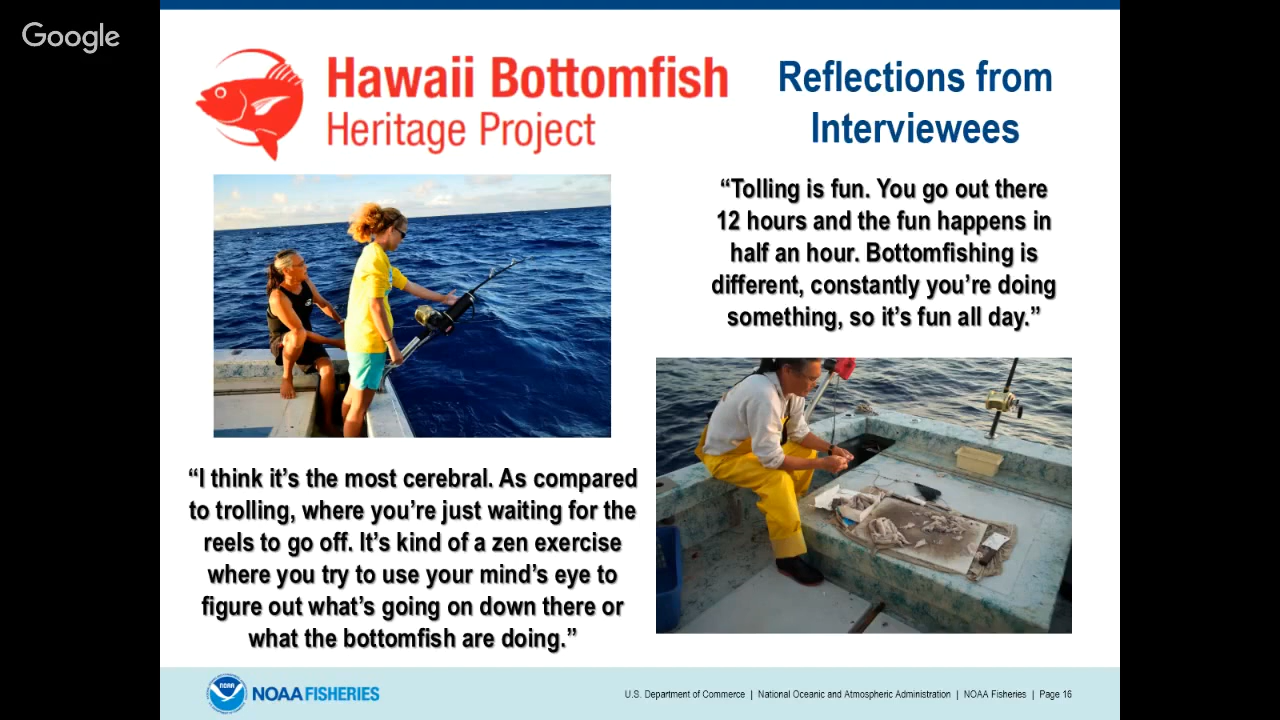 Google
Hawaii Bottomfish
Heritage Project
Reflections from
Interviewees
“Tolling is fun. You go out there
12 hours and the fun happens in
half an hour. Bottomfishing is
different, constantly you’re doing
something, so it’s fun all day.”
“I think it’s the most cerebral. As compared
to trolling, where you’re just waiting for the
reels to go off. It’s kind of a zen exercise
where you try to use your mind’s eye to
figure out what’s going on down there or
what the bottomfish are doing.”
NOAA
NOAA FISHERIES
U.S. Department of Commerce | National Oceanic and Atmospheric Administration | NOAA Fisheries | Page 16